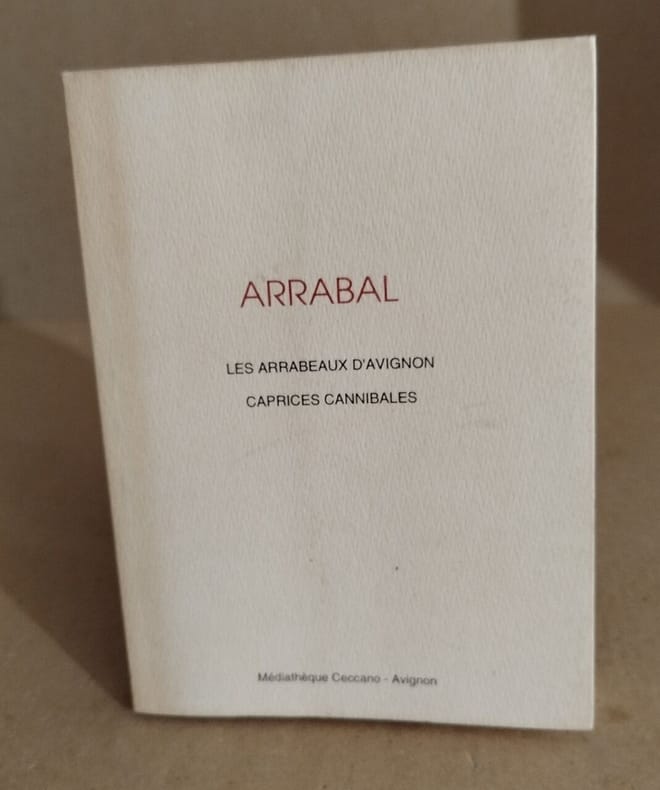 ARRABAL
LES ARRABEAUX D'AVIGNON
CAPRICES CANNIBALES
Médiathèque Ceccano - Avignon